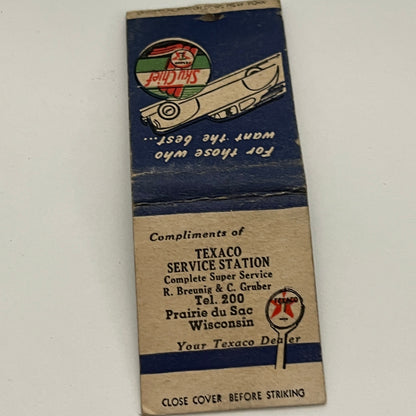 Sky Chief
For those who
want the best...
Compliments of
TEXACO
SERVICE STATION
Complete Super Service
R. Breunig & C. Gruber
Tel. 200
Prairie du Sac
Wisconsin
TEXACO
Your Texaco Dealer
CLOSE COVER BEFORE STRIKING